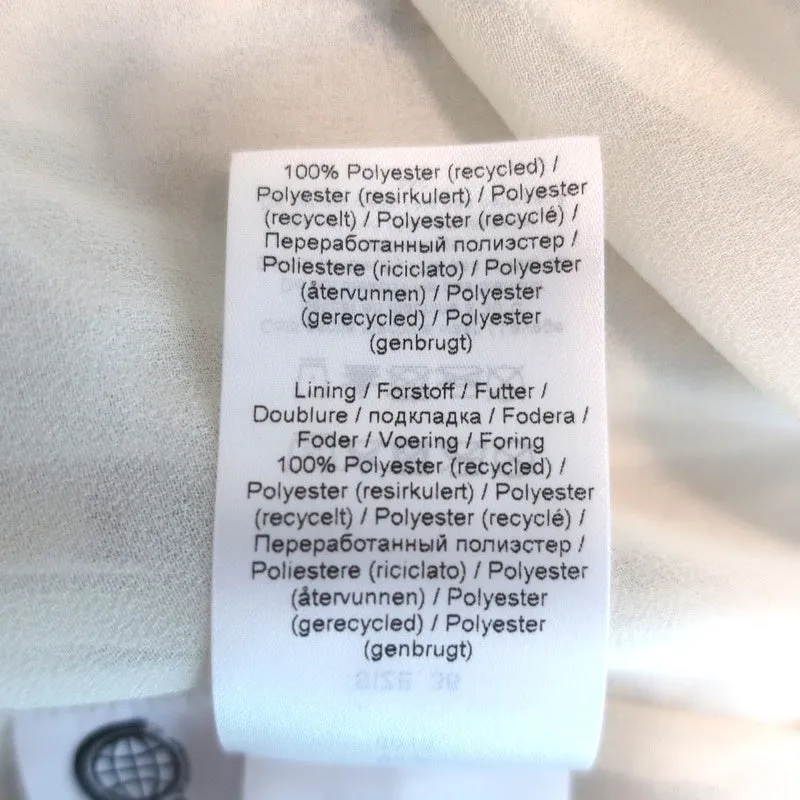 100% Polyester (recycled) /
Polyester (resirkulert) / Polyester
(recycelt) / Polyester (recyclé) /
Переработанный полиэстер /
Poliestere (riciclato) / Polyester
(återvunnen) / Polyester
(gerecycled) / Polyester
(genbrugt)
Lining / Forstoff / Futter /
Doublure / подкладка / Fodera /
Foder / Voering / Foring
100% Polyester (recycled) /
Polyester (resirkulert) / Polyester
(recycelt) / Polyester (recyclé) /
Переработанный полиэстер /
Poliestere (riciclato) / Polyester
(återvunnen) / Polyester
(gerecycled) / Polyester
(genbrugt)
SIZE 36